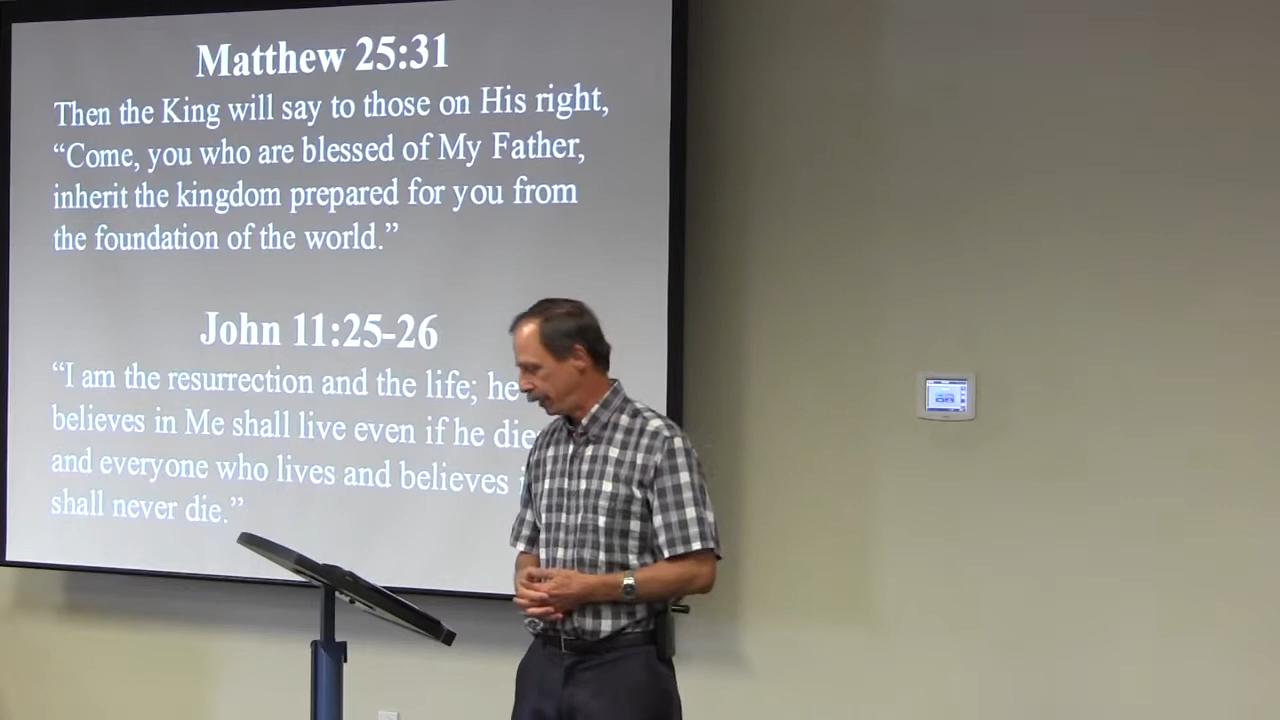 Matthew 25:31
Then the King will say to those on His right,
“Come, you who are blessed of My Father,
inherit the kingdom prepared for you from
the foundation of the world.”
John 11:25-26
“I am the resurrection and the life; he
believes in Me shall live even if he die
and everyone who lives and believes
shall never die.”